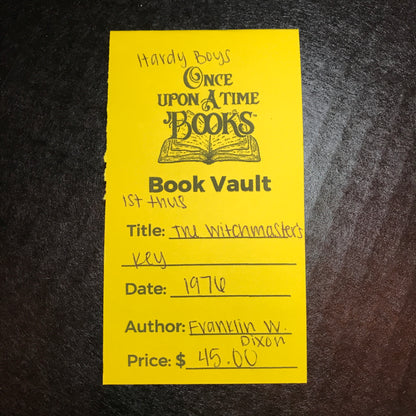 Hardy Boys
ONCE
UPON A TIME
BOOKS™
Book Vault
1st thus
Title: The Witchmaster's
Key
Date: 1976
Author: Franklin W.
Dixon
Price: $ 45.00